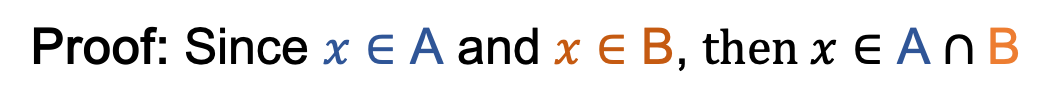 Proof: Since x ∈ A and x ∈ B, then x ∈ A ∩ B